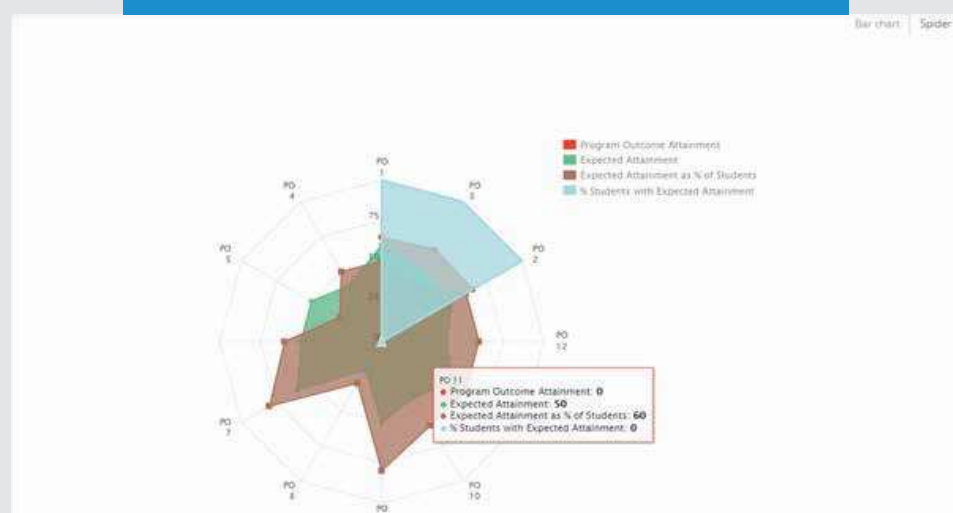 Bar chart Spider
Program Outcome Attainment
Expected Attainment
Expected Attainment as % of Students
% Students with Expected Attainment
PO
1
PO
3
PO
2
PO
12
PO
10
PO
PO
PO
7
PO
5
PO
4
75
PO 11
Program Outcome Attainment: 0
Expected Attainment: 50
Expected Attainment as % of Students: 60
% Students with Expected Attainment: 0